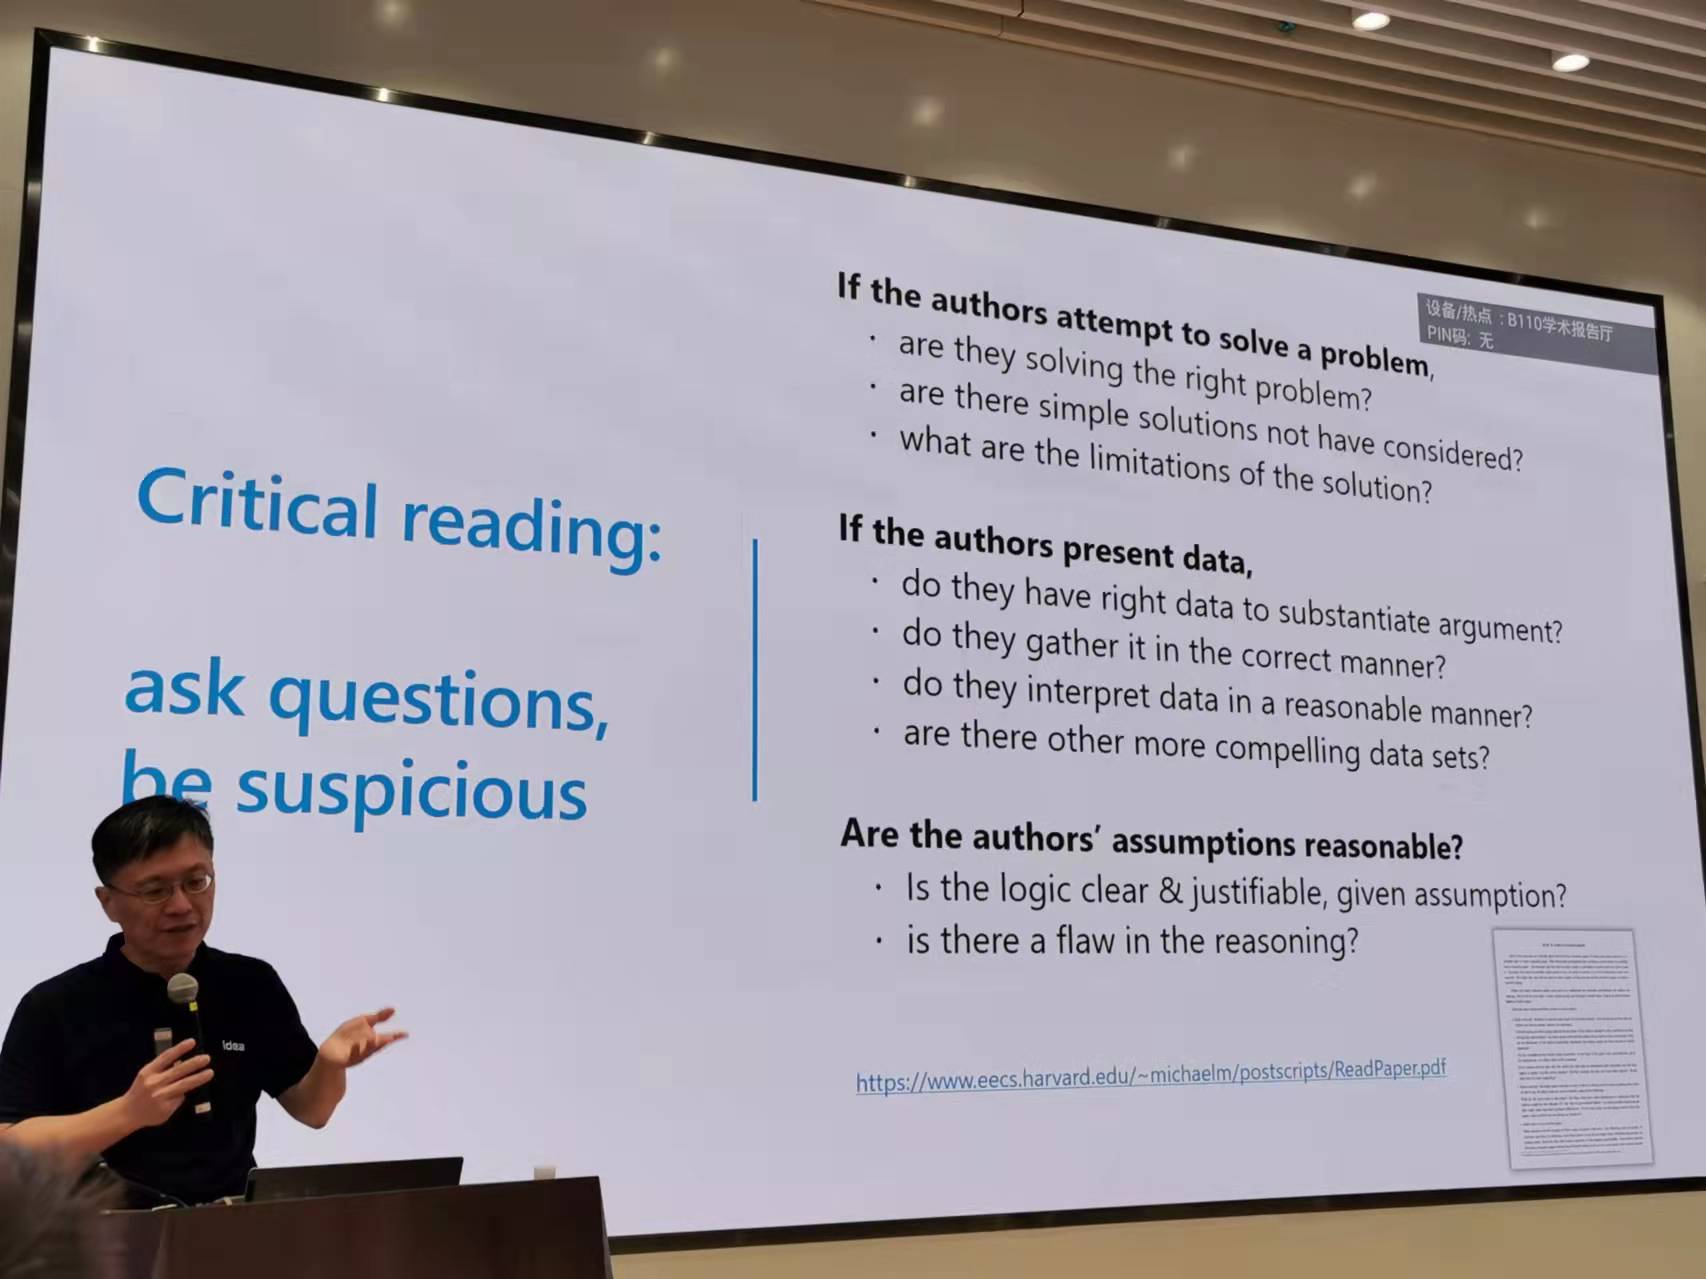 Critical reading:
ask questions,
be suspicious
设备/热点 : B110学术报告厅
PIN码: 无
If the authors attempt to solve a problem,
· are they solving the right problem?
· are there simple solutions not have considered?
· what are the limitations of the solution?
If the authors present data,
· do they have right data to substantiate argument?
· do they gather it in the correct manner?
· do they interpret data in a reasonable manner?
· are there other more compelling data sets?
Are the authors’ assumptions reasonable?
· Is the logic clear & justifiable, given assumption?
· is there a flaw in the reasoning?
https://www.eecs.harvard.edu/~michaelm/postscripts/ReadPaper.pdf
idea